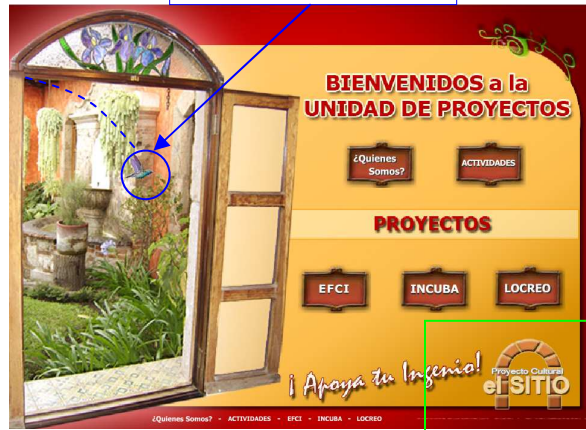 BIENVENIDOS a la
UNIDAD DE PROYECTOS
¿Quienes
Somos?
ACTIVIDADES
PROYECTOS
EFCI
INCUBA
LOCREO
¡ Apoya tu Ingenio!
Proyecto Cultural
el SITIO
¿Quienes Somos? - ACTIVIDADES - EFCI - INCUBA - LOCREO